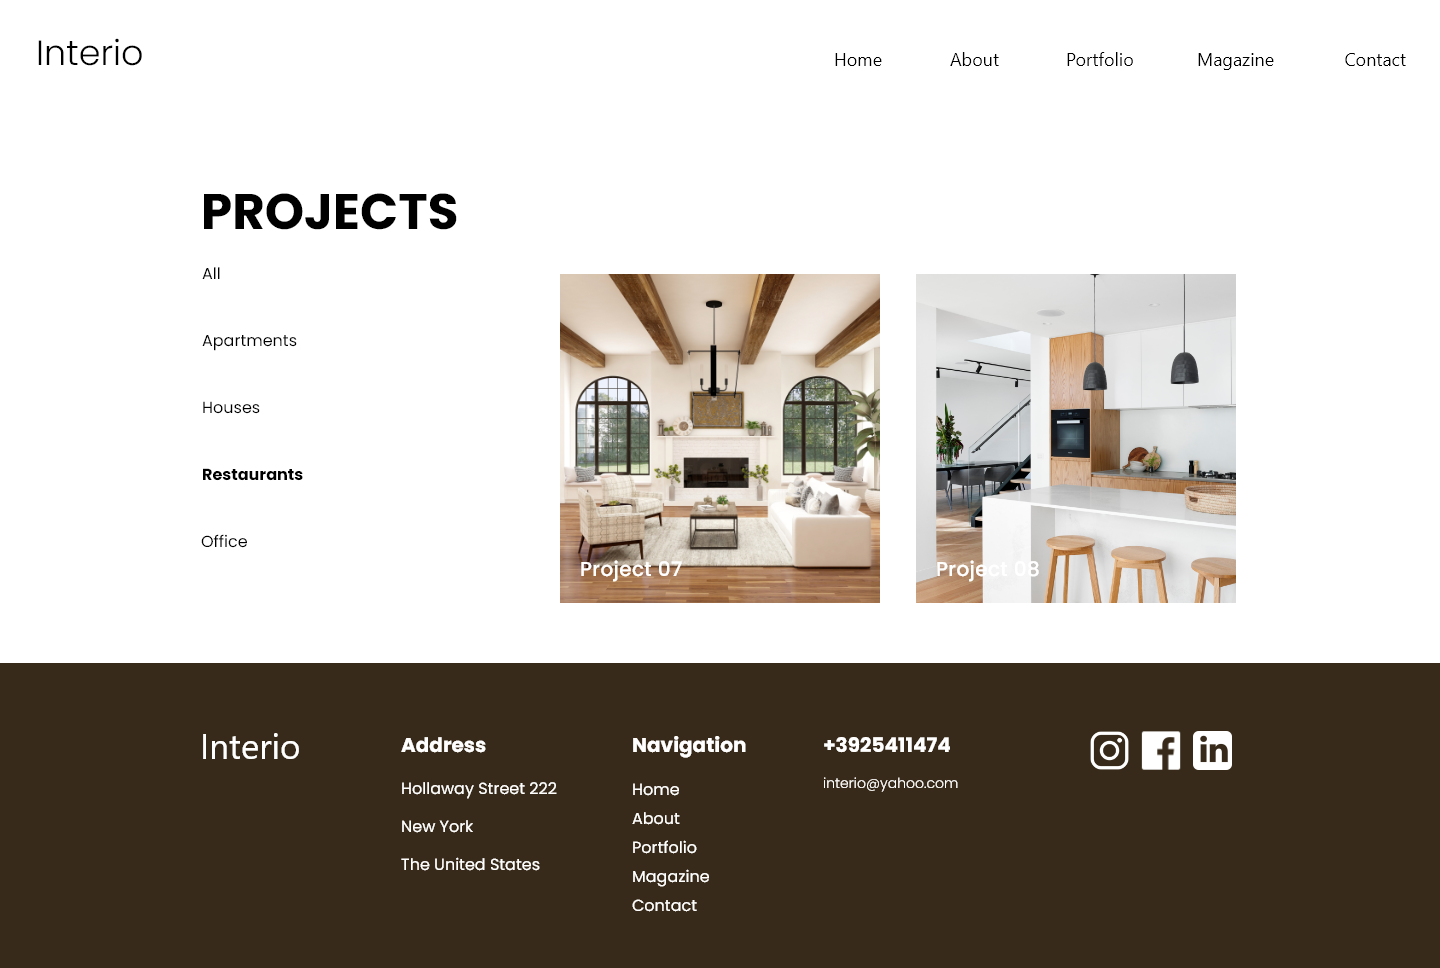 Interio
Home About Portfolio Magazine Contact
PROJECTS
All
Apartments
Houses
Restaurants
Office
Project 07
Project 08
Interio
Address
Hollaway Street 222
New York
The United States
Navigation
Home
About
Portfolio
Magazine
Contact
+3925411474
interio@yahoo.com
in